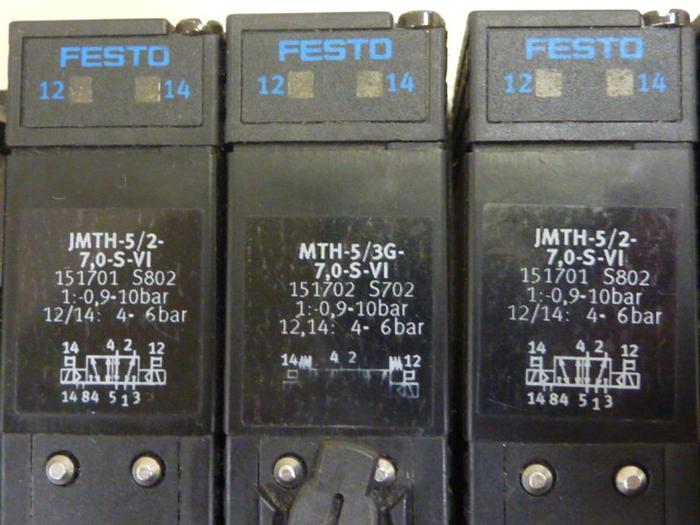 FESTO
12 14
JMTH-5/2-
7,0-S-VI
151701 S802
1:-0,9-10bar
12/14: 4- 6bar
14 4 2 12
14 84 5 1 3
FESTO
12 14
MTH-5/3G-
7,0-S-VI
151702 S702
1:-0,9-10bar
12,14: 4- 6bar
14 4 2 12
FESTO
12 14
JMTH-5/2-
7,0-S-VI
151701 S802
1:-0,9-10bar
12/14: 4- 6bar
14 4 2 12
14 84 5 1 3